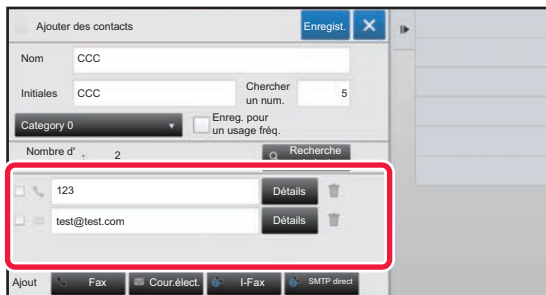 Ajouter des contacts
Enregist.
Nom
CCC
Initiales
CCC
Chercher
un num.
5
Category 0
Enreg. pour
un usage fréq.
Nombre d'
:
2
Recherche
123
Détails
test@test.com
Détails
Ajout
Fax
Cour.élect.
I-Fax
SMTP direct